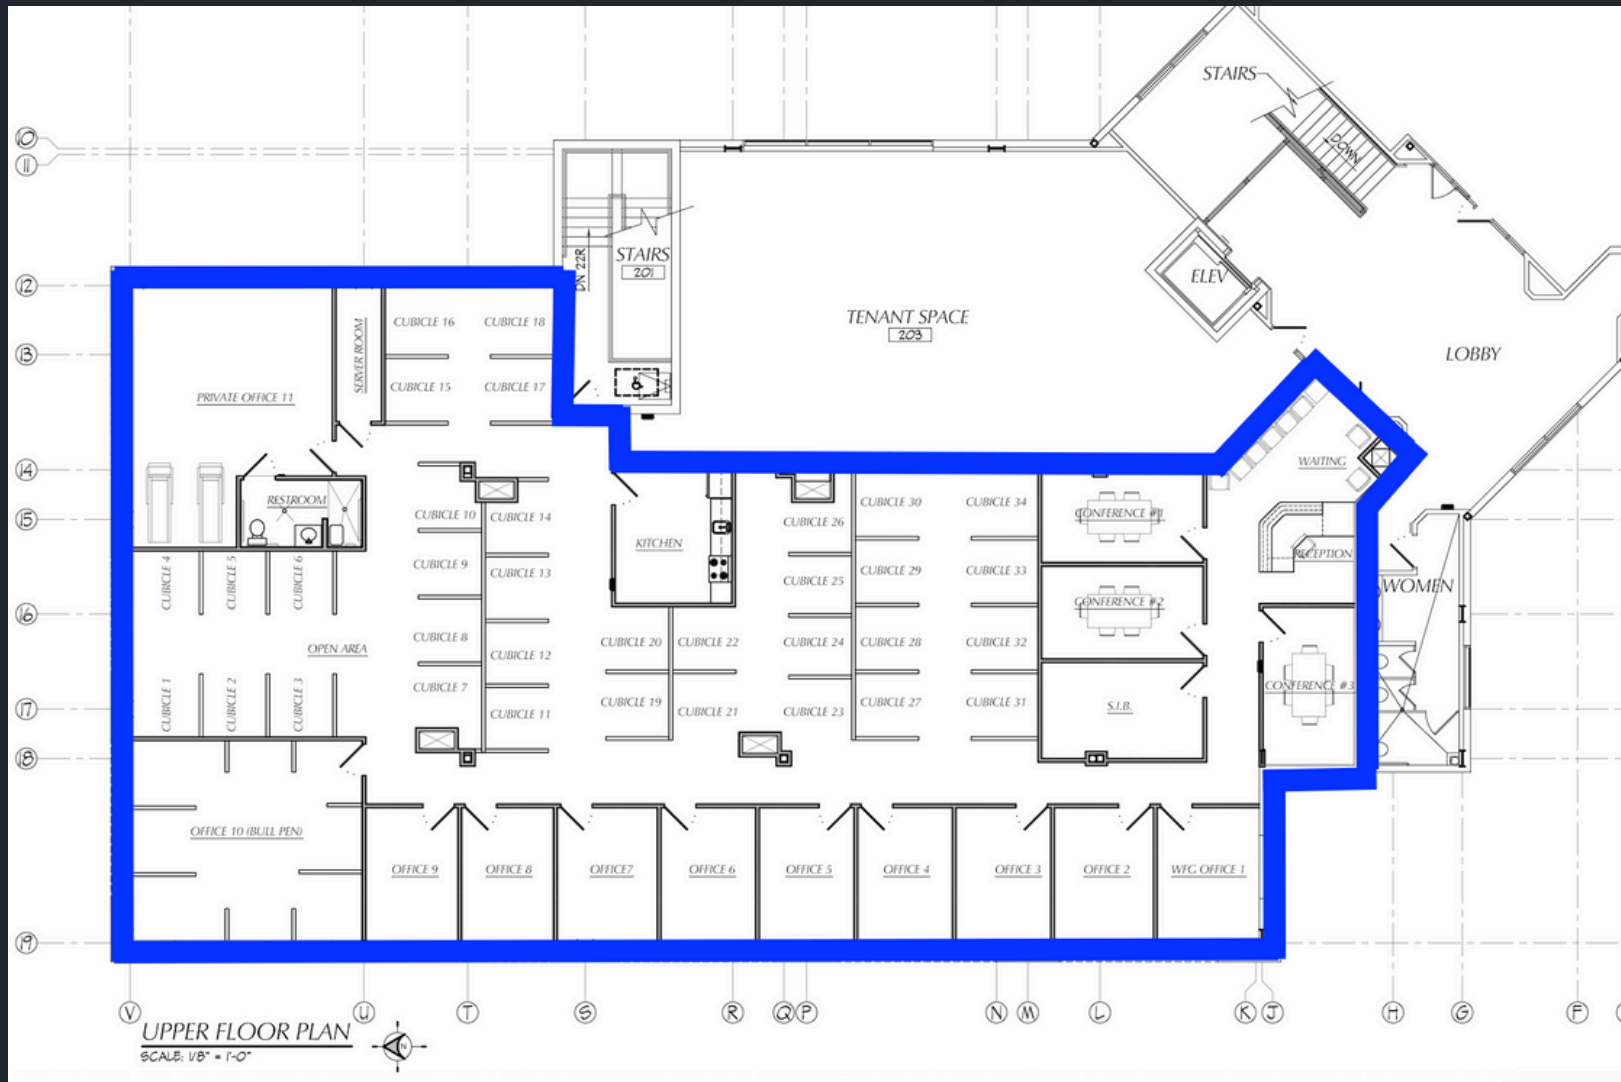 STAIRS
DOWN
10
11
STAIRS
201
DN 22R
ELEV
12
TENANT SPACE
203
LOBBY
13
CUBICLE 16
CUBICLE 18
SERVER ROOM
CUBICLE 15
CUBICLE 17
PRIVATE OFFICE 11
14
WAITING
RESTROOM
15
CUBICLE 10
CUBICLE 14
CUBICLE 26
CUBICLE 30
CUBICLE 34
CONFERENCE #1
KITCHEN
RECEPTION
CUBICLE 4
CUBICLE 5
CUBICLE 6
CUBICLE 9
CUBICLE 13
CUBICLE 25
CUBICLE 29
CUBICLE 33
WOMEN
16
CONFERENCE #2
CUBICLE 8
CUBICLE 12
CUBICLE 20
CUBICLE 22
CUBICLE 24
CUBICLE 28
CUBICLE 32
OPEN AREA
CUBICLE 7
CONFERENCE #3
CUBICLE 1
CUBICLE 2
CUBICLE 3
17
CUBICLE 11
CUBICLE 19
CUBICLE 21
CUBICLE 23
CUBICLE 27
CUBICLE 31
S.I.B.
18
OFFICE 10 (BULL PEN)
OFFICE 9
OFFICE 8
OFFICE7
OFFICE 6
OFFICE 5
OFFICE 4
OFFICE 3
OFFICE 2
WFG OFFICE 1
19
V
U
T
S
R
Q
P
N
M
L
K
J
H
G
F
UPPER FLOOR PLAN
N
SCALE: 1/8" = 1'-0"